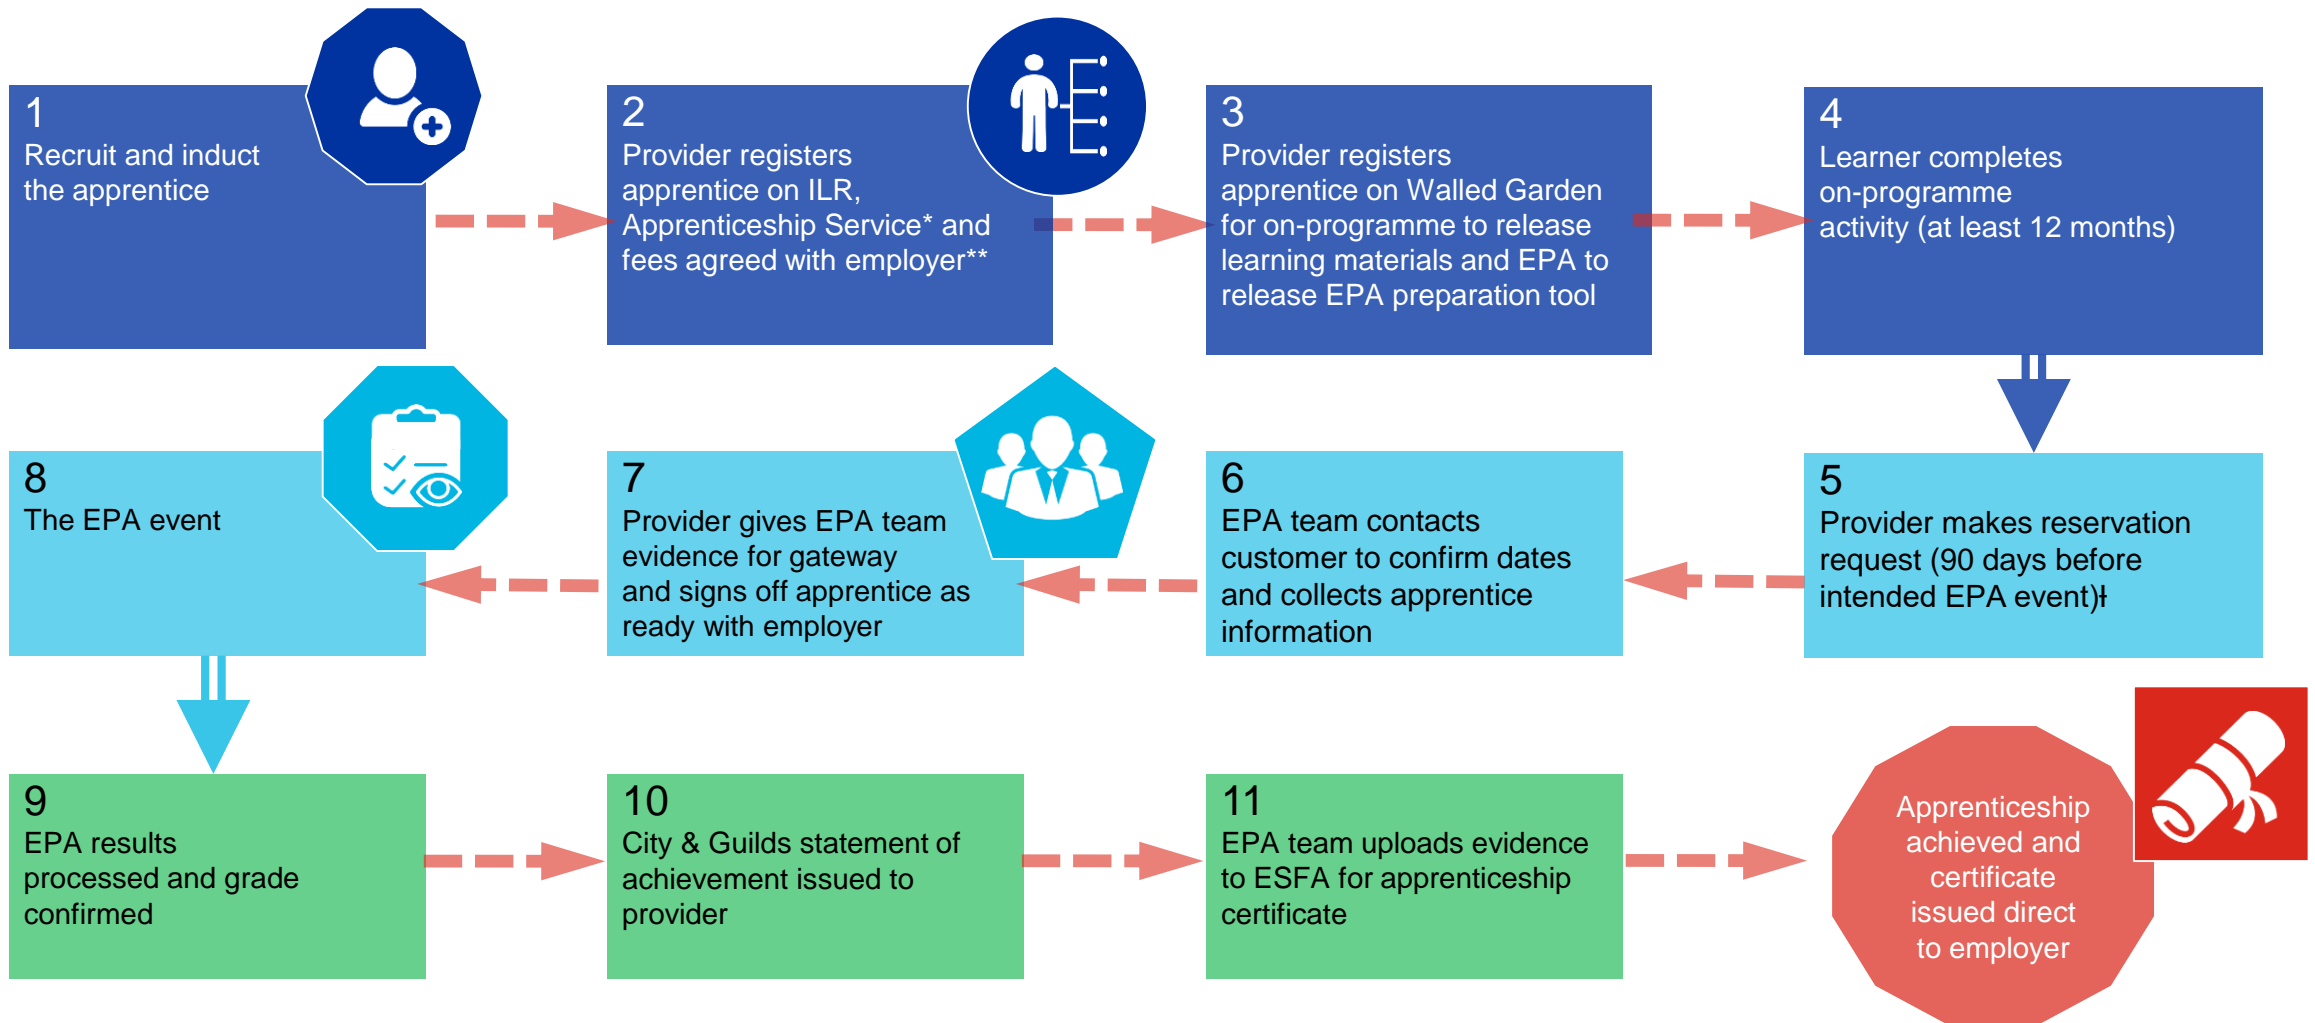 1
Recruit and induct
the apprentice
2
Provider registers
apprentice on ILR,
Apprenticeship Service* and
fees agreed with employer**
3
Provider registers
apprentice on Walled Garden
for on-programme to release
learning materials and EPA to
release EPA preparation tool
4
Learner completes
on-programme
activity (at least 12 months)
5
Provider makes reservation
request (90 days before
intended EPA event)ƚ
6
EPA team contacts
customer to confirm dates
and collects apprentice
information
7
Provider gives EPA team
evidence for gateway
and signs off apprentice as
ready with employer
8
The EPA event
9
EPA results
processed and grade
confirmed
10
City & Guilds statement of
achievement issued to
provider
11
EPA team uploads evidence
to ESFA for apprenticeship
certificate
Apprenticeship
achieved and
certificate
issued direct
to employer